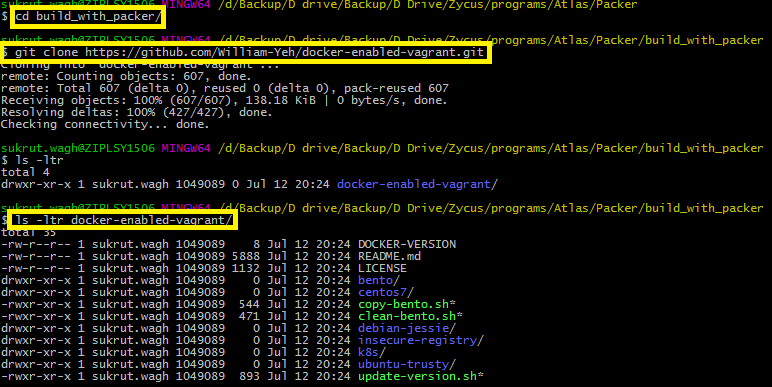 sukrut.wagh@ZIPLSY1506 MINGW64 /d/Backup/D drive/Backup/D Drive/Zycus/programs/Atlas/Packer
$ cd build_with_packer/
sukrut.wagh@ZIPLSY1506 MINGW64 /d/Backup/D drive/Backup/D Drive/Zycus/programs/Atlas/Packer/build_with_packer
$ git clone https://github.com/William-Yeh/docker-enabled-vagrant.git
Cloning into 'docker-enabled-vagrant'...
remote: Counting objects: 607, done.
remote: Total 607 (delta 0), reused 0 (delta 0), pack-reused 607
Receiving objects: 100% (607/607), 138.18 KiB | 0 bytes/s, done.
Resolving deltas: 100% (427/427), done.
Checking connectivity... done.
sukrut.wagh@ZIPLSY1506 MINGW64 /d/Backup/D drive/Backup/D Drive/Zycus/programs/Atlas/Packer/build_with_packer
$ ls -ltr
total 4
drwxr-xr-x 1 sukrut.wagh 1049089 0 Jul 12 20:24 docker-enabled-vagrant/
sukrut.wagh@ZIPLSY1506 MINGW64 /d/Backup/D drive/Backup/D Drive/Zycus/programs/Atlas/Packer/build_with_packer
$ ls -ltr docker-enabled-vagrant/
total 35
-rw-r--r-- 1 sukrut.wagh 1049089    8 Jul 12 20:24 DOCKER-VERSION
-rw-r--r-- 1 sukrut.wagh 1049089 5888 Jul 12 20:24 README.md
-rw-r--r-- 1 sukrut.wagh 1049089 1132 Jul 12 20:24 LICENSE
drwxr-xr-x 1 sukrut.wagh 1049089    0 Jul 12 20:24 bento/
drwxr-xr-x 1 sukrut.wagh 1049089    0 Jul 12 20:24 centos7/
-rwxr-xr-x 1 sukrut.wagh 1049089  544 Jul 12 20:24 copy-bento.sh*
-rwxr-xr-x 1 sukrut.wagh 1049089  471 Jul 12 20:24 clean-bento.sh*
drwxr-xr-x 1 sukrut.wagh 1049089    0 Jul 12 20:24 debian-jessie/
drwxr-xr-x 1 sukrut.wagh 1049089    0 Jul 12 20:24 insecure-registry/
drwxr-xr-x 1 sukrut.wagh 1049089    0 Jul 12 20:24 k8s/
drwxr-xr-x 1 sukrut.wagh 1049089    0 Jul 12 20:24 ubuntu-trusty/
-rwxr-xr-x 1 sukrut.wagh 1049089  893 Jul 12 20:24 update-version.sh*